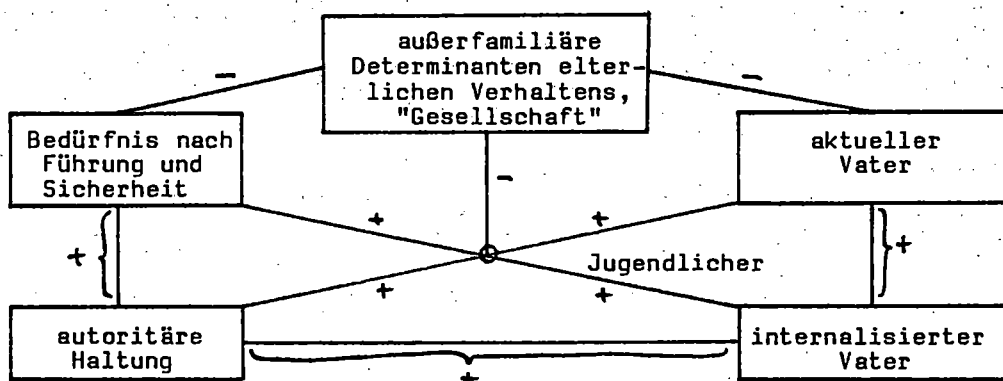 außerfamiliäre
Determinanten elter-
lichen Verhaltens,
"Gesellschaft"
-
-
Bedürfnis nach
Führung und
Sicherheit
aktueller
Vater
-
+
+
+
+
Jugendlicher
+
+
autoritäre
Haltung
internalisierter
Vater
+